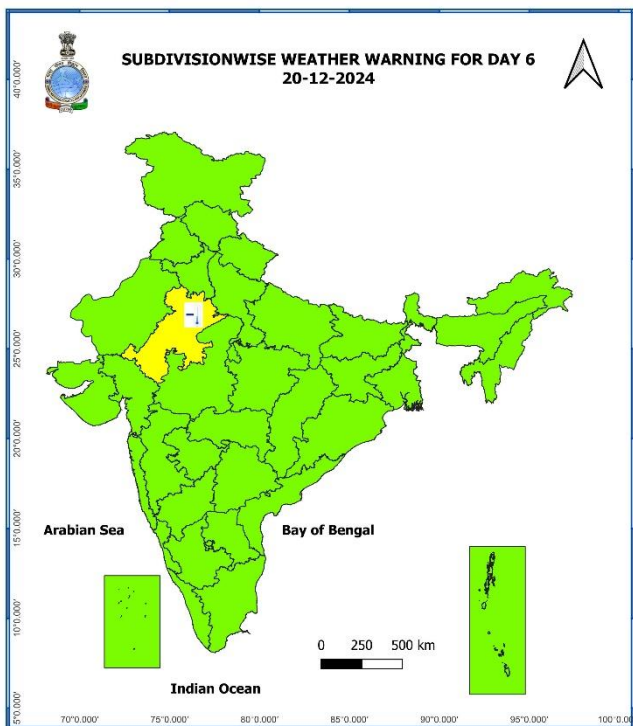 SUBDIVISIONWISE WEATHER WARNING FOR DAY 6
20-12-2024
40°0.000'
35°0.000'
30°0.000'
25°0.000'
20°0.000'
15°0.000'
10°0.000'
5°0.000'
Arabian Sea
Bay of Bengal
0 250 500 km
Indian Ocean
70°0.000' 75°0.000' 80°0.000' 85°0.000' 90°0.000' 95°0.000' 100°0.0